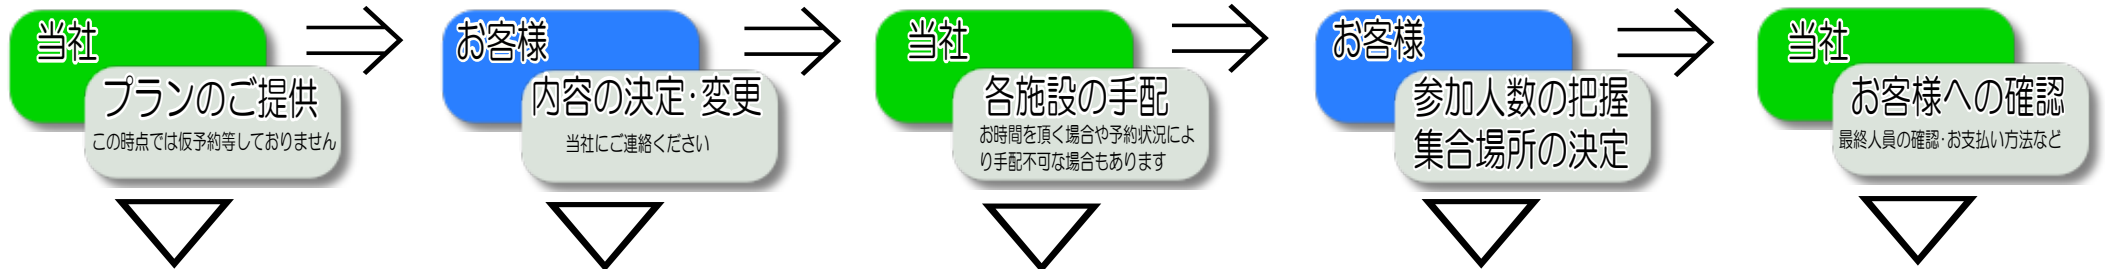 当社
プランのご提供
この時点では仮予約等しておりません
お客様
内容の決定・変更
当社にご連絡ください
当社
各施設の手配
お時間を頂く場合や予約状況によ
り手配不可な場合もあります
お客様
参加人数の把握
集合場所の決定
当社
お客様への確認
最終人員の確認・お支払い方法など